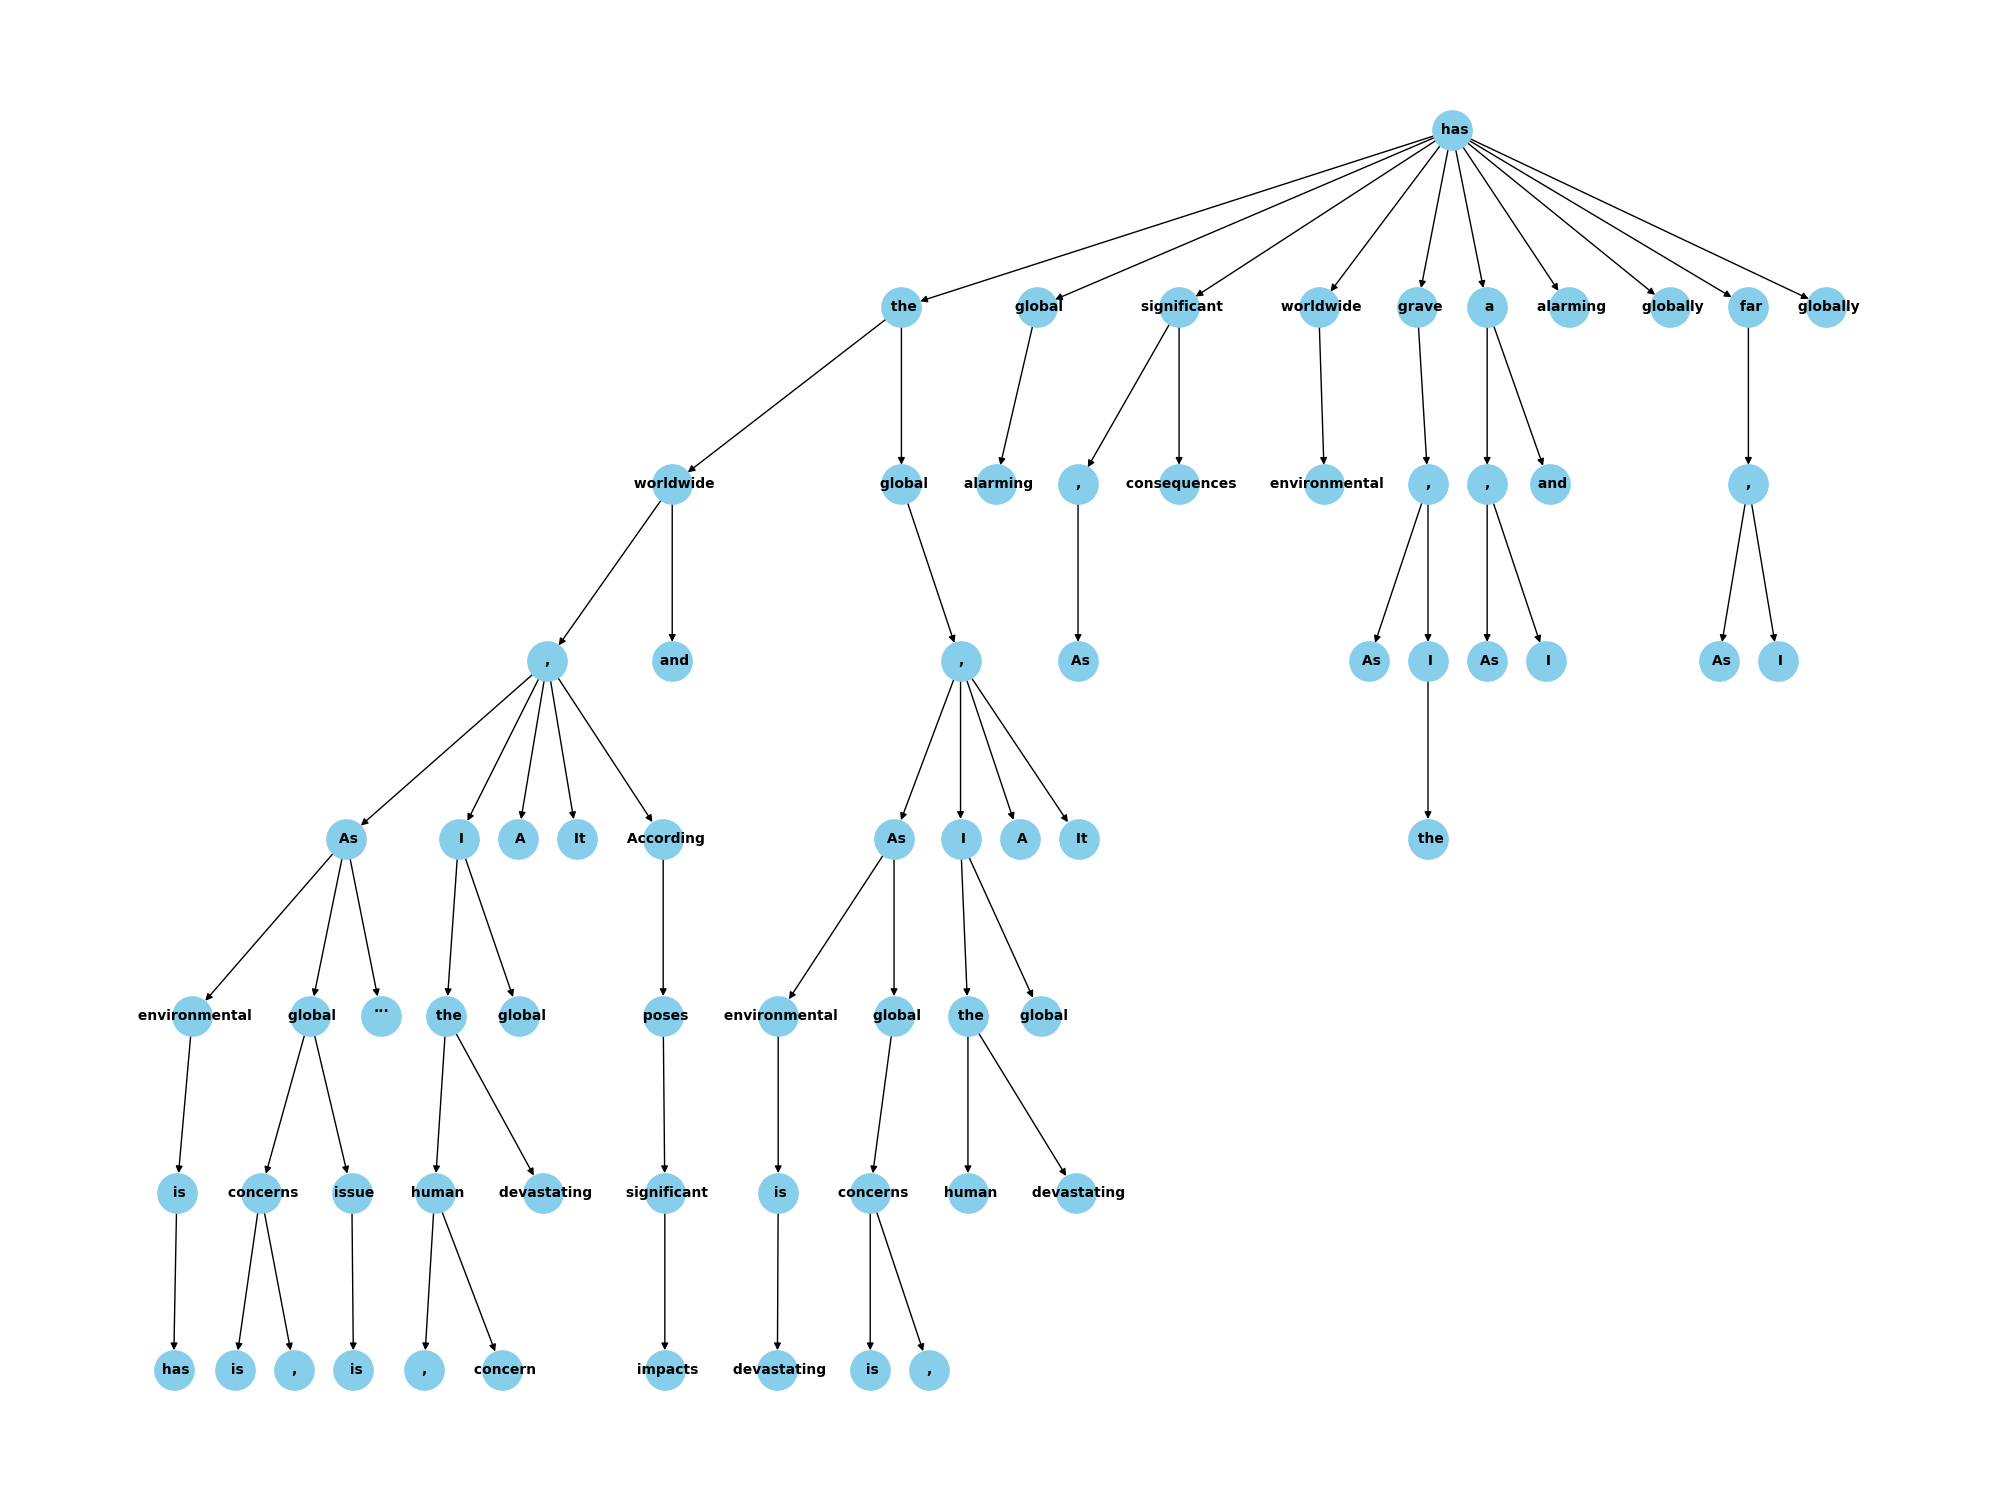 has
the global significant worldwide grave a alarming globally far globally
worldwide global alarming , consequences environmental , , and ,
, and , As As I As I As I
As I A It According As I A It the
environmental global ... the global poses environmental global the global
is concerns issue human devastating significant is concerns human devastating
has is , is , concern impacts devastating is ,